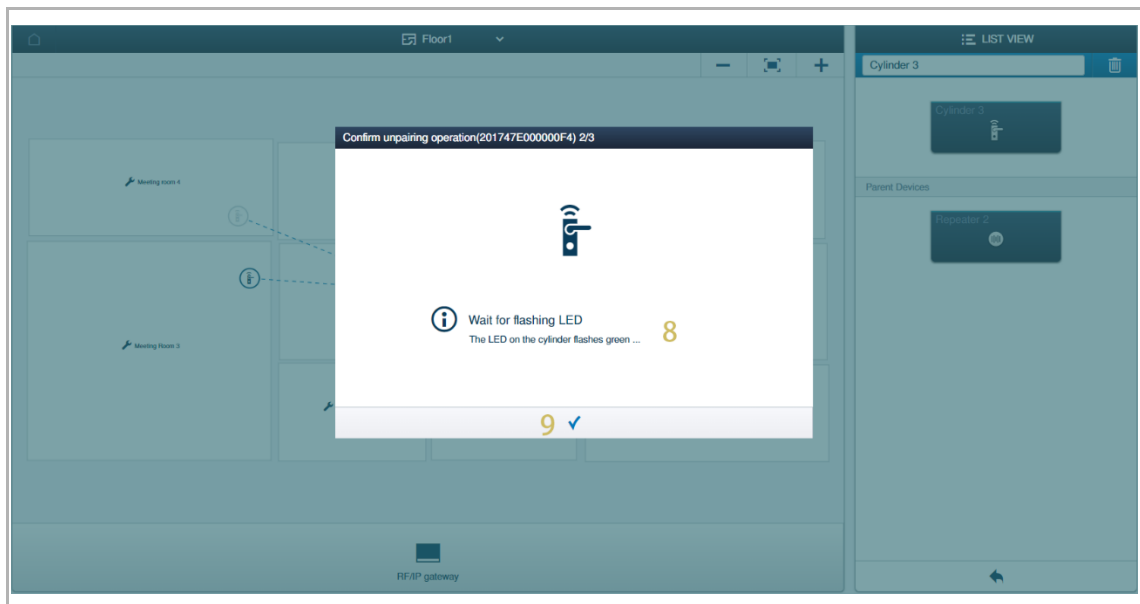 Floor1
LIST VIEW
Cylinder 3
Cylinder 3
Confirm unpairing operation(201747E000000F4) 2/3
Meeting room 4
Parent Devices
Repeater 2
Wait for flashing LED
8
The LED on the cylinder flashes green ...
Meeting Room 3
9
RF/IP gateway